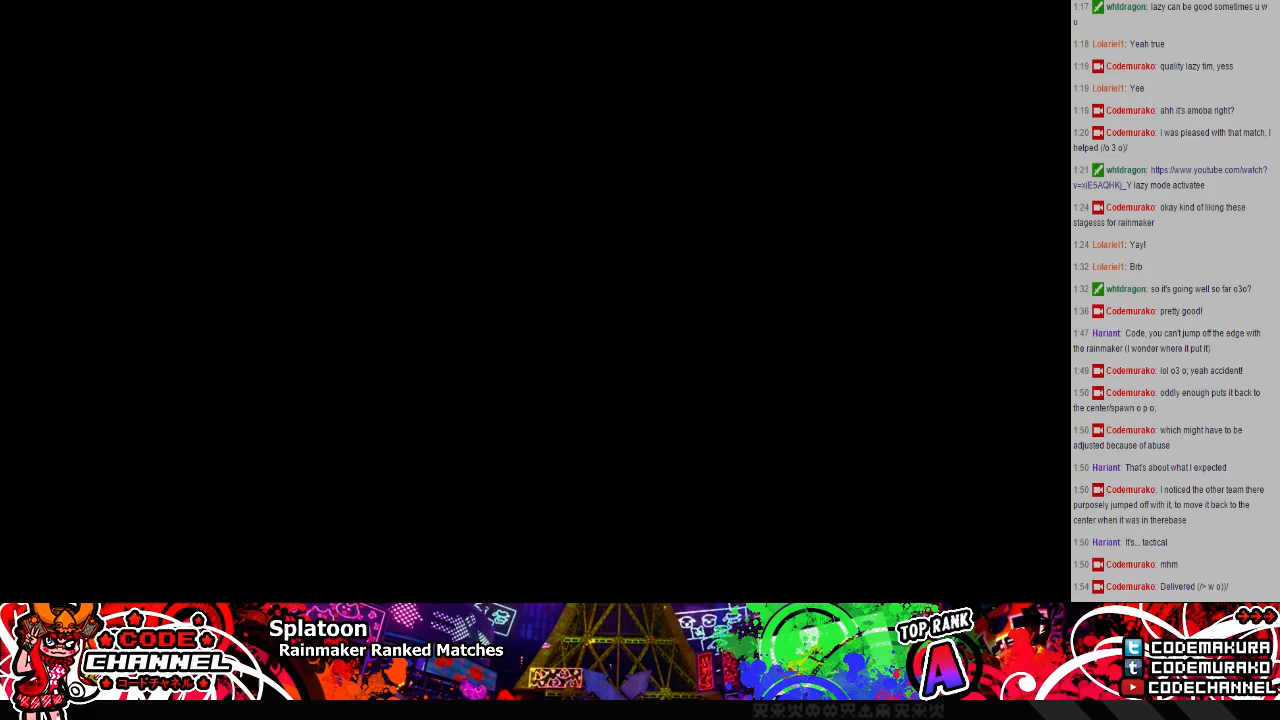 1:17 whtdragon: lazy can be good sometimes u w
u
1:18 Lolariel1: Yeah true
1:19 Codemurako: quality lazy tim, yess
1:19 Lolariel1: Yee
1:19 Codemurako: ahh it's amoba right?
1:20 Codemurako: I was pleased with that match, I
helped (/o 3 o)/
1:21 whtdragon: https://www.youtube.com/watch?
v=xiE5AQHKj_Y lazy mode activatee
1:24 Codemurako: okay kind of liking these
stagesss for rainmaker
1:24 Lolariel1: Yay!
1:32 Lolariel1: Brb
1:32 whtdragon: so it's going well so far o3o?
1:36 Codemurako: pretty good!
1:47 Hariant: Code, you can't jump off the edge with
the rainmaker (I wonder where it put it)
1:49 Codemurako: lol o3 o; yeah accident!
1:50 Codemurako: oddly enough puts it back to
the center/spawn o p o;
1:50 Codemurako: which might have to be
adjusted because of abuse
1:50 Hariant: That's about what I expected
1:50 Codemurako: I noticed the other team there
purposely jumped off with it, to move it back to the
center when it was in therebase
1:50 Hariant: It's... tactical
1:50 Codemurako: mhm
1:54 Codemurako: Delivered (/> w o))/
CODE
CHANNEL
コードチャンネル
Splatoon
Rainmaker Ranked Matches
TOP RANK
A
CODEMAKURA
CODEMURAKO
CODECHANNEL